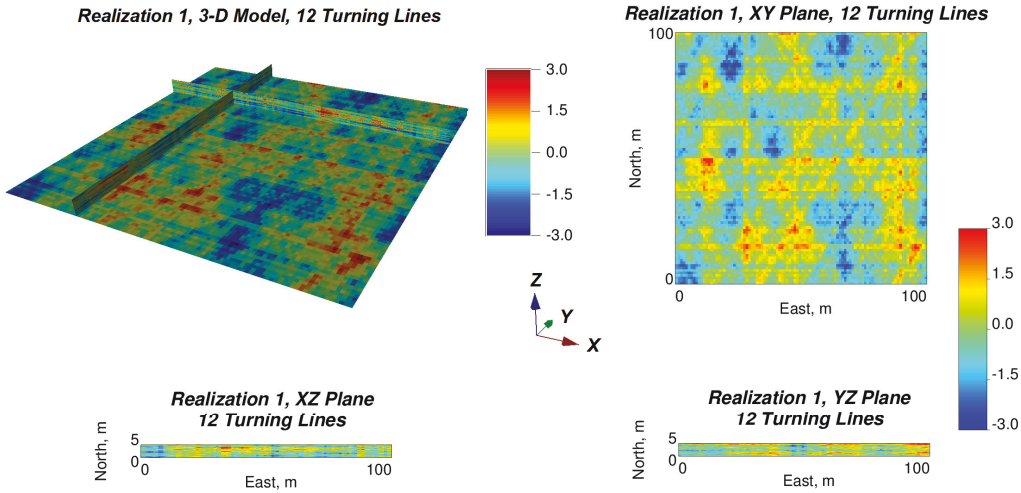 Realization 1, 3-D Model, 12 Turning Lines
3.0
1.5
0.0
-1.5
-3.0
Z
Y
X
Realization 1, XY Plane, 12 Turning Lines
100
North, m
0
0
100
East, m
3.0
1.5
0.0
-1.5
-3.0
Realization 1, XZ Plane
12 Turning Lines
5
North, m
0
0
100
East, m
Realization 1, YZ Plane
12 Turning Lines
5
North, m
0
0
100
East, m